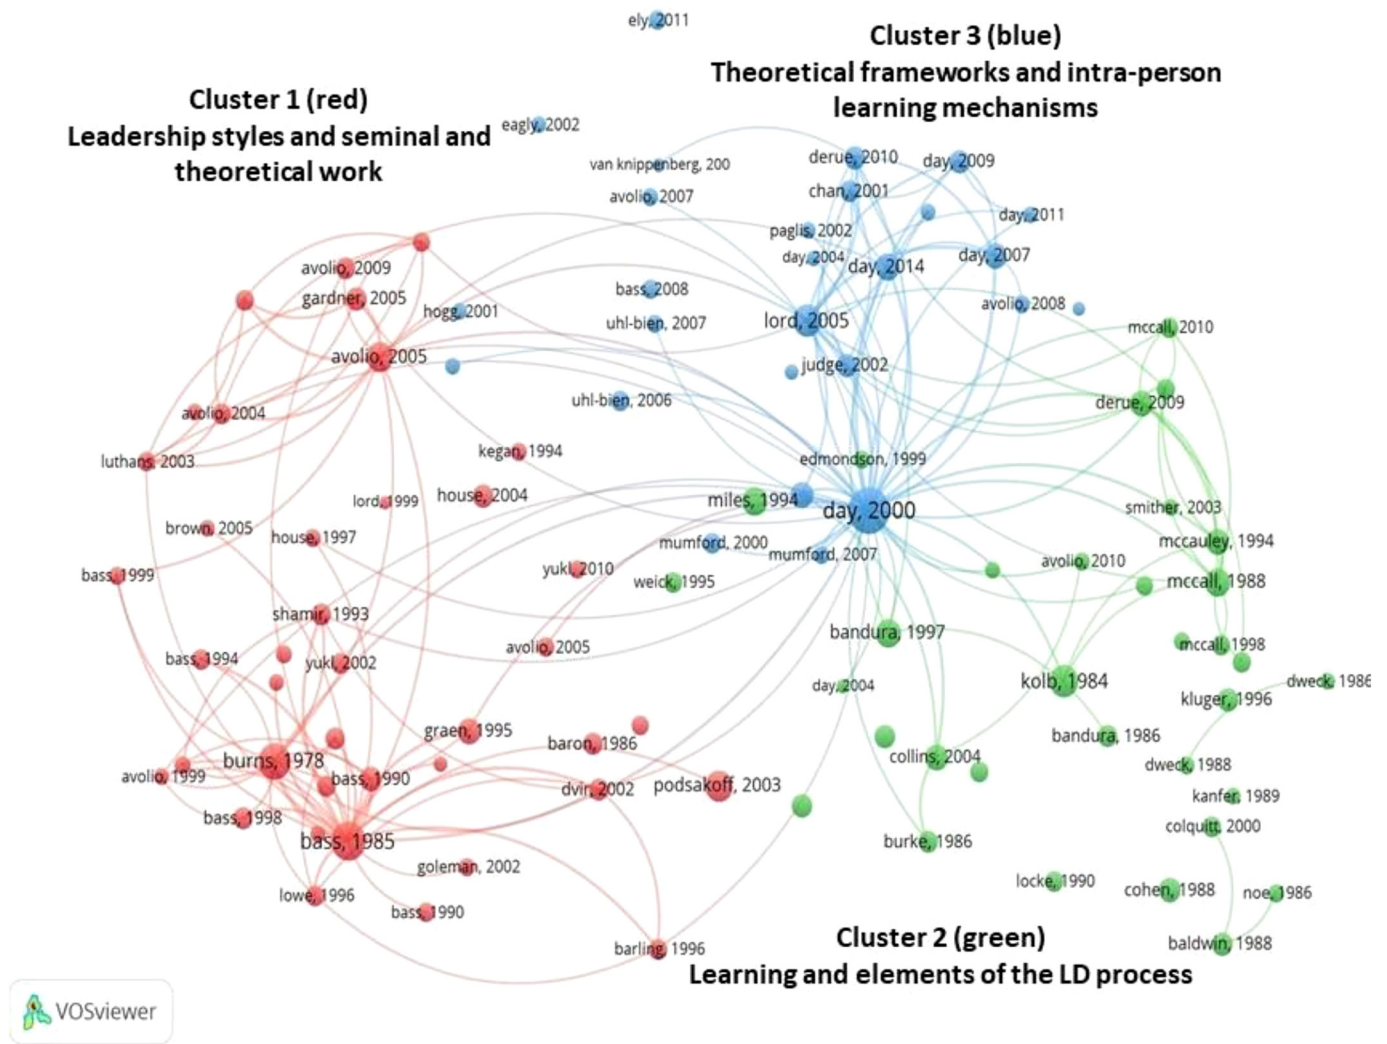 ely, 2011
Cluster 3 (blue)
Theoretical frameworks and intra-person
learning mechanisms
Cluster 1 (red)
Leadership styles and seminal and
theoretical work
eagly, 2002
van knippenberg, 200
avolio, 2007
derue, 2010
day, 2009
chan, 2001
day, 2011
paglis, 2002
day, 2004
day, 2014
day, 2007
avolio, 2009
gardner, 2005
hogg, 2001
bass, 2008
uhl-bien, 2007
lord, 2005
avolio, 2008
mccall, 2010
avolio, 2005
judge, 2002
uhl-bien, 2006
derue, 2009
avolio, 2004
luthans, 2003
kegan, 1994
edmondson, 1999
lord, 1999
house, 2004
miles, 1994
day, 2000
smither, 2003
brown, 2005
house, 1997
mumford, 2000
mumford, 2007
mccauley, 1994
bass, 1999
yukl, 2010
weick, 1995
avolio, 2010
mccall, 1988
shamir, 1993
bandura, 1997
avolio, 2005
mccall, 1998
bass, 1994
yukl, 2002
day, 2004
kolb, 1984
dweck, 1986
kluger, 1996
graen, 1995
baron, 1986
bandura, 1986
burns, 1978
collins, 2004
dweck, 1988
avolio, 1999
bass, 1990
dvir, 2002
podsakoff, 2003
kanfer, 1989
bass, 1998
colquitt, 2000
bass, 1985
burke, 1986
goleman, 2002
locke, 1990
cohen, 1988
noe, 1986
lowe, 1996
bass, 1990
barling, 1996
baldwin, 1988
Cluster 2 (green)
Learning and elements of the LD process
VOSviewer